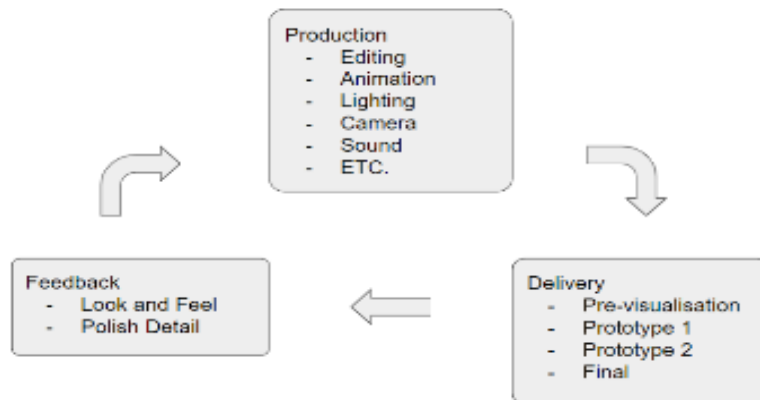 Production
- Editing
- Animation
- Lighting
- Camera
- Sound
- ETC.
Feedback
- Look and Feel
- Polish Detail
Delivery
- Pre-visualisation
- Prototype 1
- Prototype 2
- Final